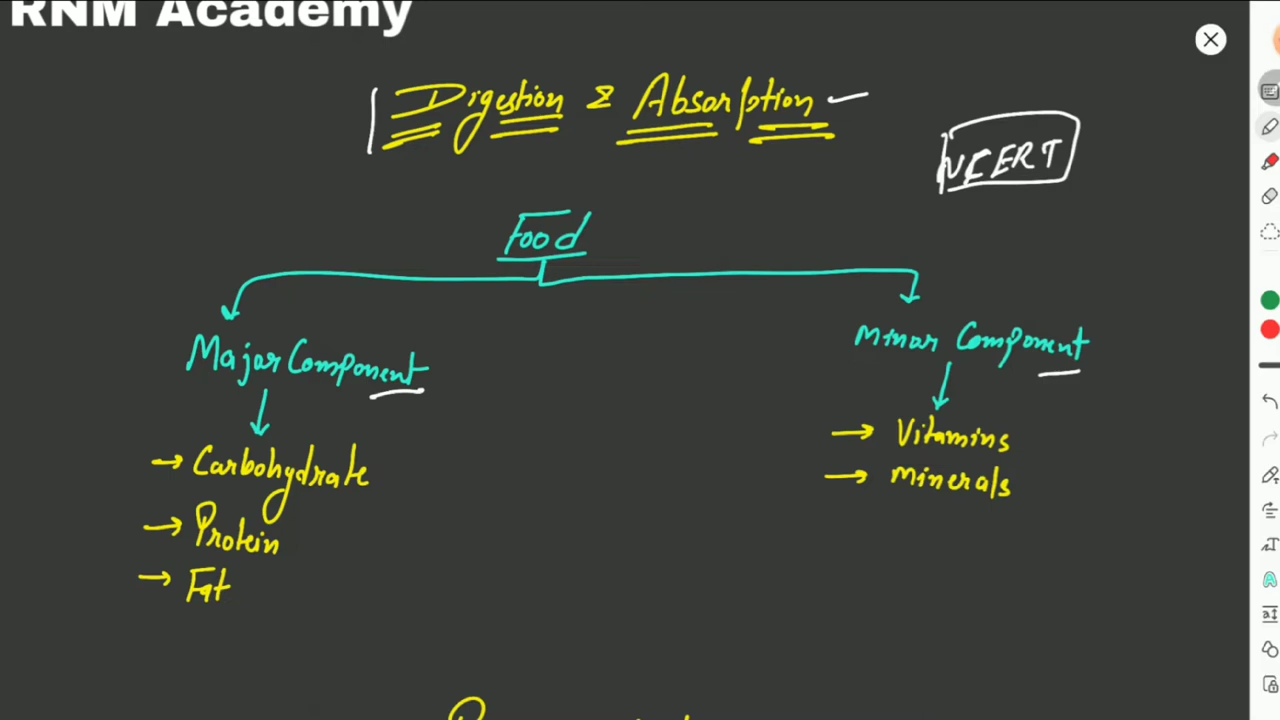 RNM Academy
Digestion & Absorption
NCERT
Food
Major Component
Minor Component
→ Carbohydrate
→ Protein
→ Fat
→ Vitamins
→ Minerals